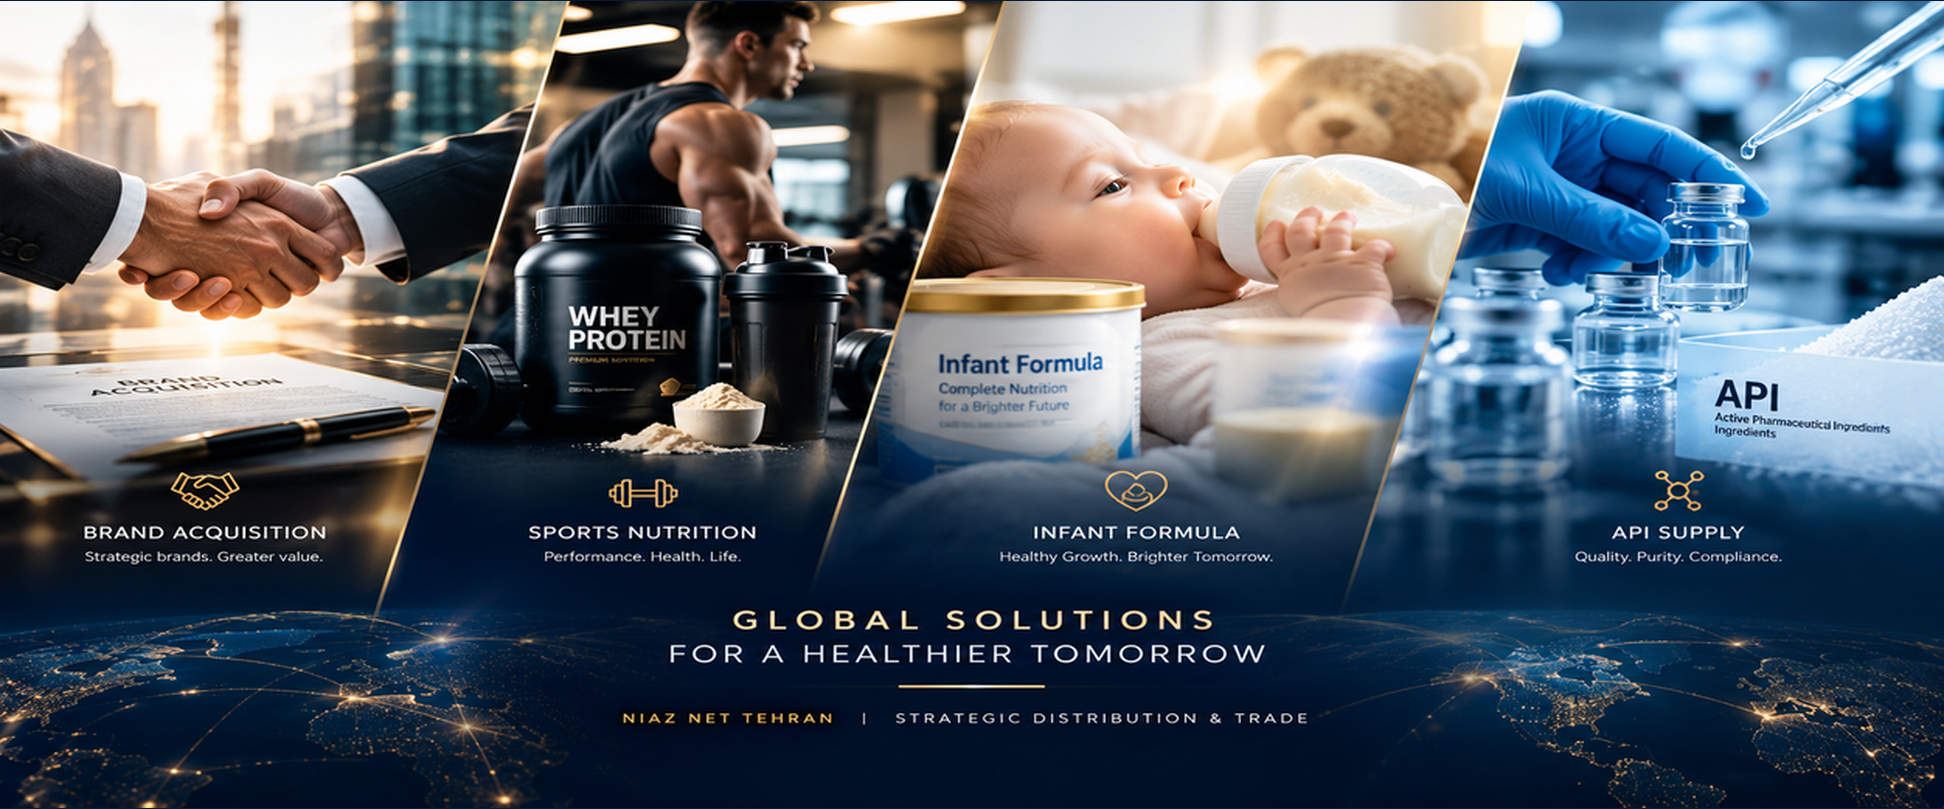 BRAND
ACQUISITION
WHEY
PROTEIN
PREMIUM NUTRITION
Infant Formula
Complete Nutrition
for a Brighter Future
API
Active Pharmaceutical Ingredients
Ingredients
BRAND ACQUISITION
Strategic brands. Greater value.
SPORTS NUTRITION
Performance. Health. Life.
INFANT FORMULA
Healthy Growth. Brighter Tomorrow.
API SUPPLY
Quality. Purity. Compliance.
GLOBAL SOLUTIONS
FOR A HEALTHIER TOMORROW
NIAZ NET TEHRAN | STRATEGIC DISTRIBUTION & TRADE